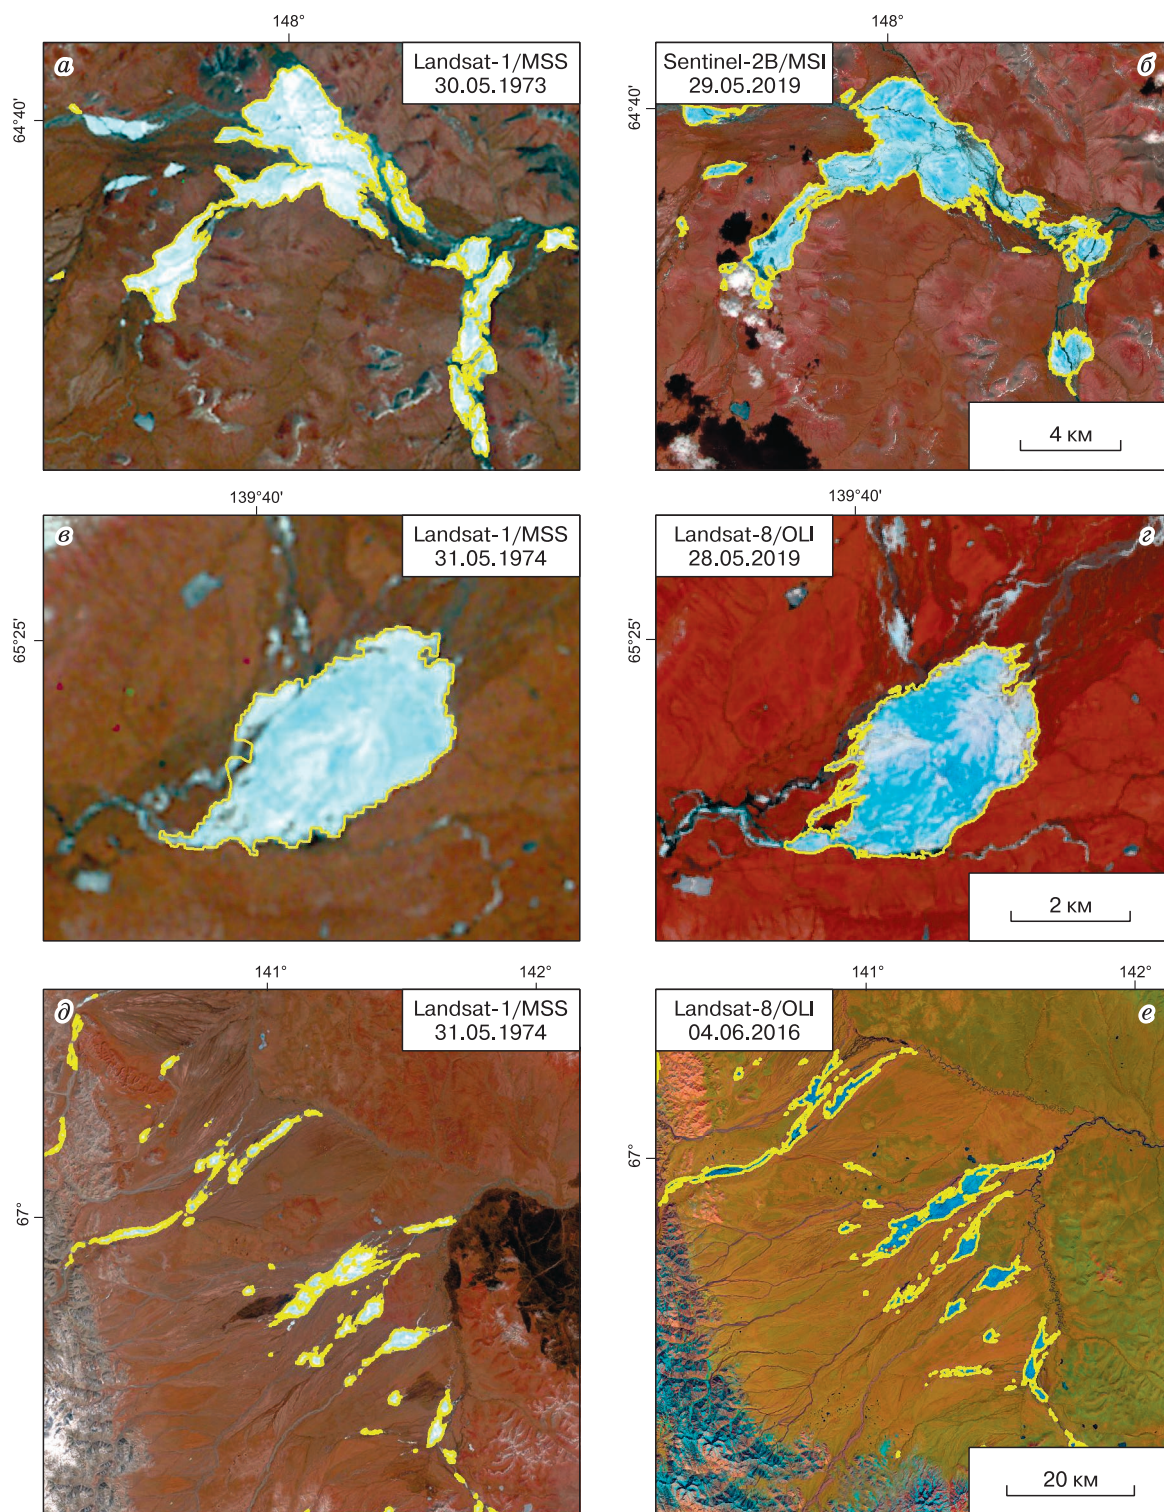 148°
148°
а
Landsat-1/MSS
30.05.1973
Sentinel-2B/MSI
29.05.2019
б
64°40'
64°40'
4 км
139°40'
139°40'
в
Landsat-1/MSS
31.05.1974
Landsat-8/OLI
28.05.2019
г
65°25'
65°25'
2 км
141°
142°
141°
142°
д
Landsat-1/MSS
31.05.1974
Landsat-8/OLI
04.06.2016
е
67°
67°
20 км